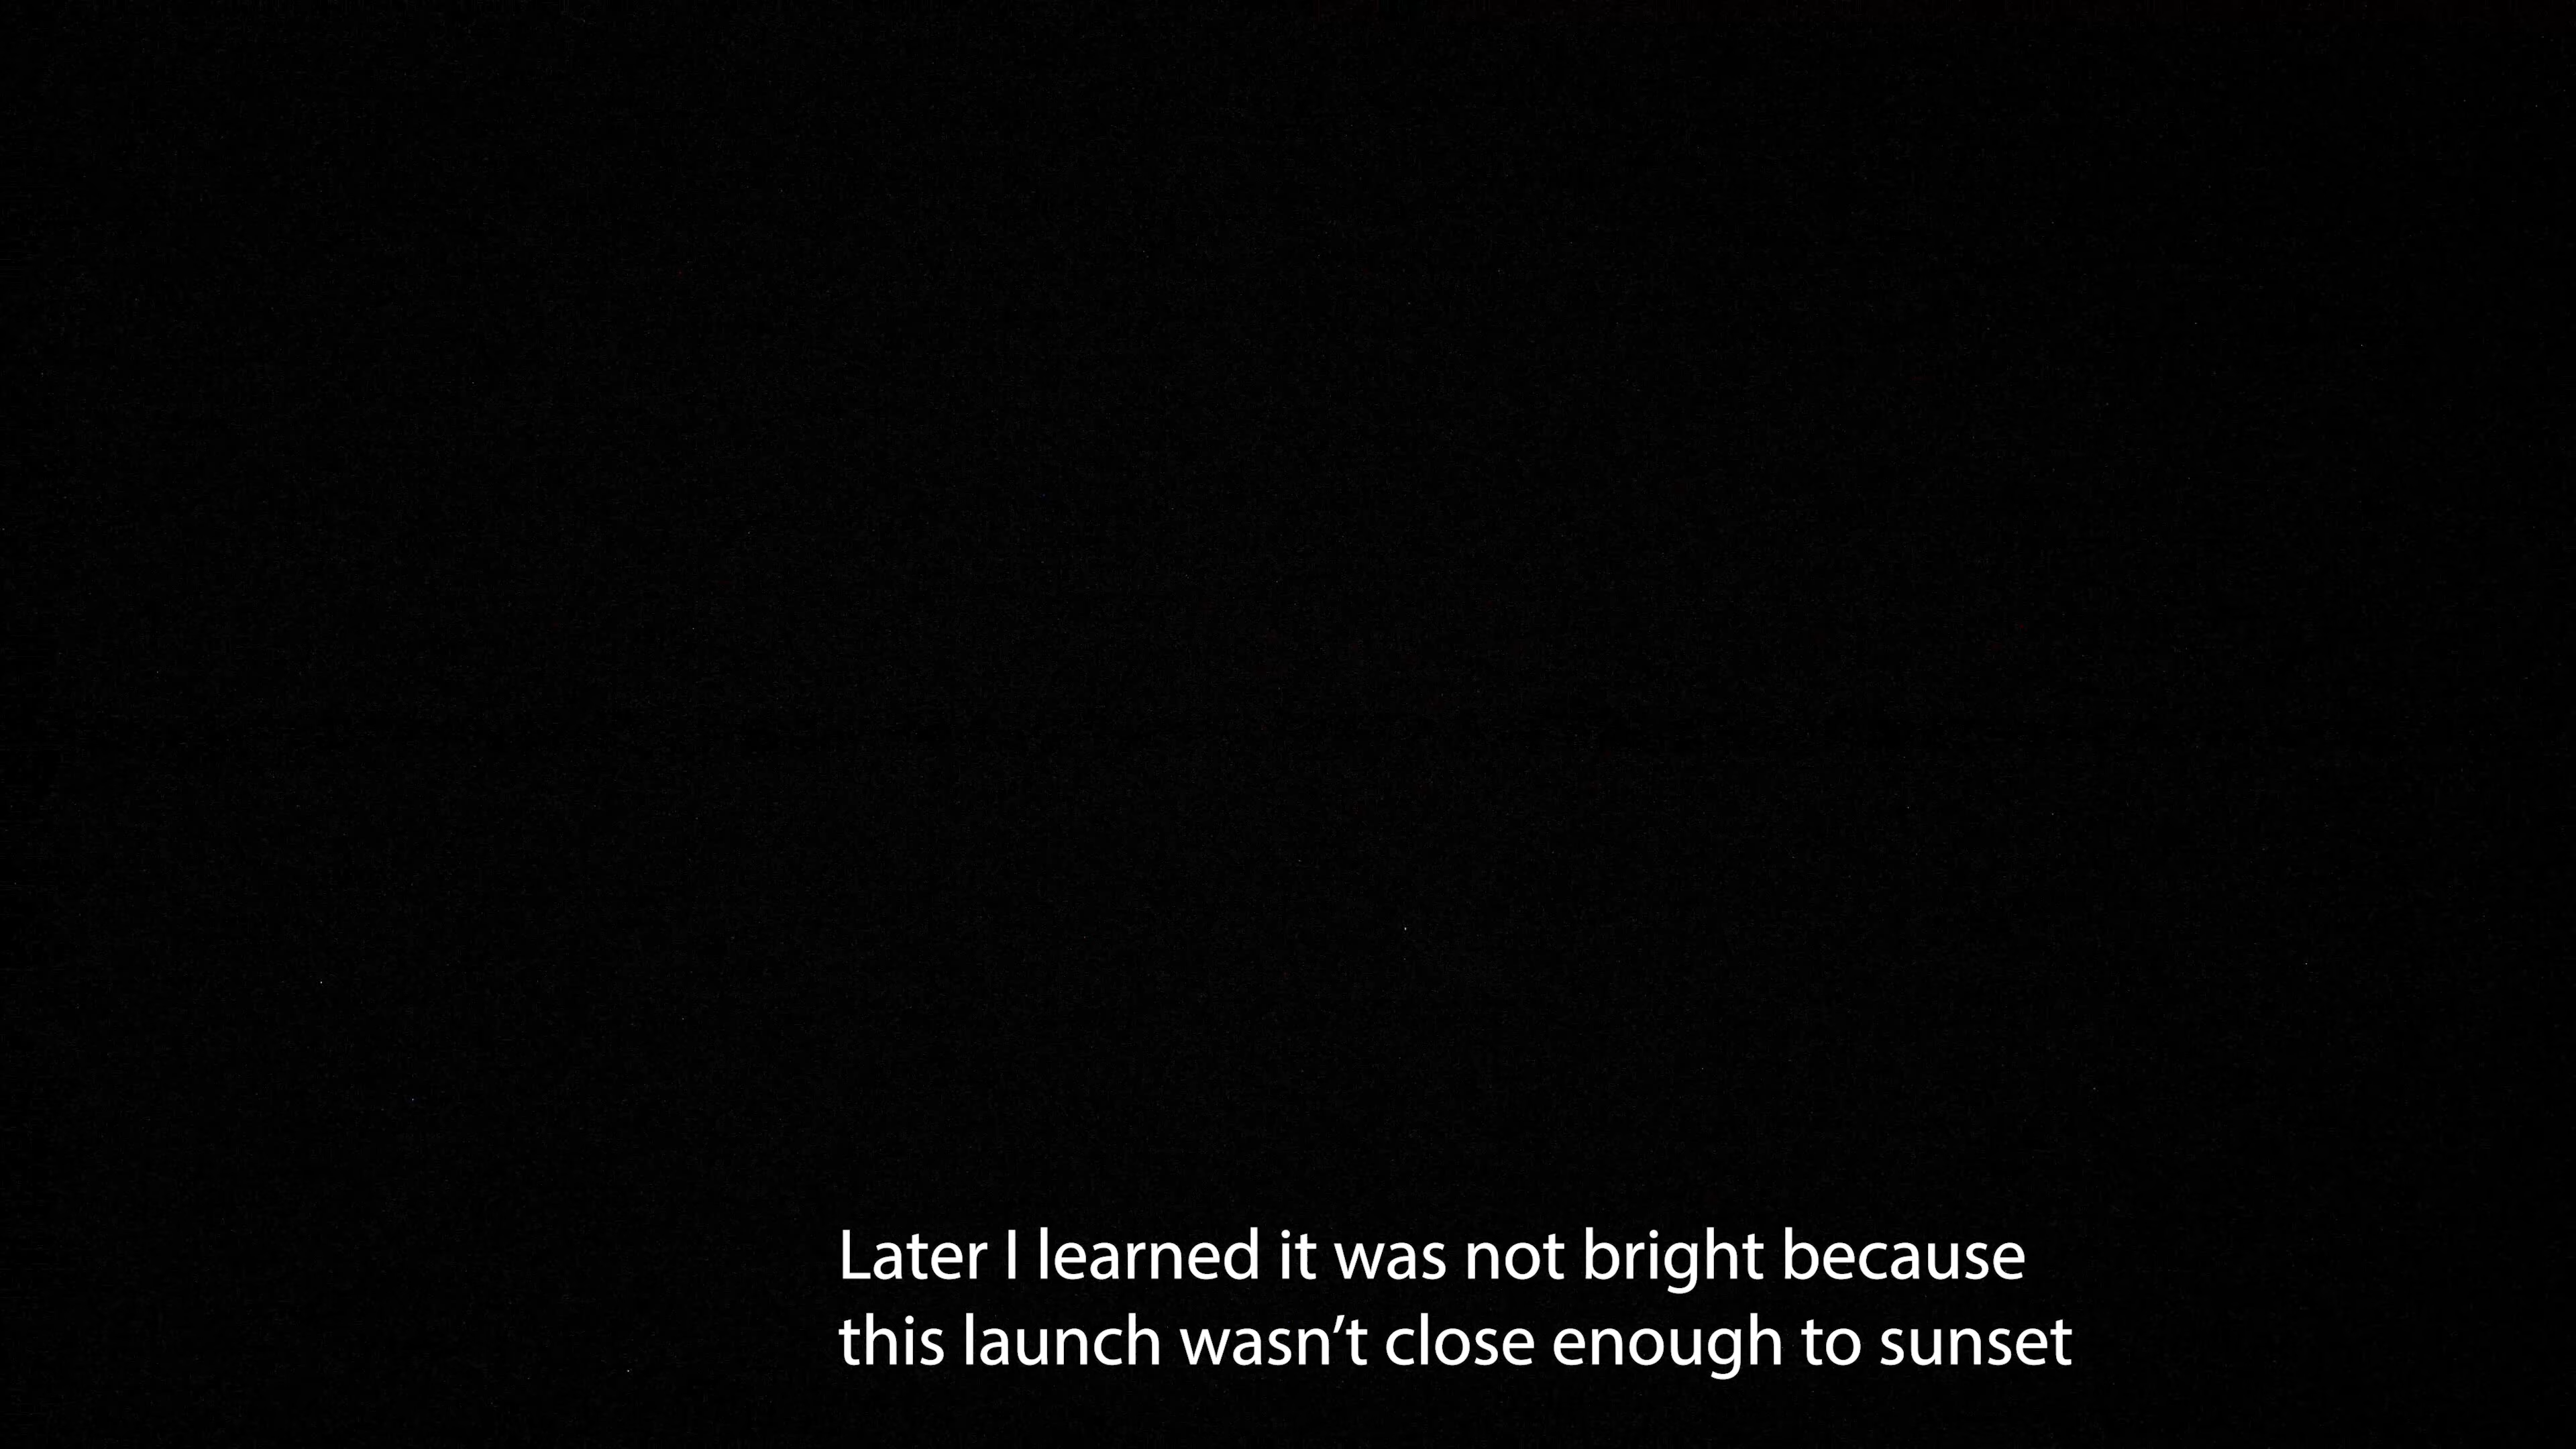 Later I learned it was not bright because
this launch wasn’t close enough to sunset